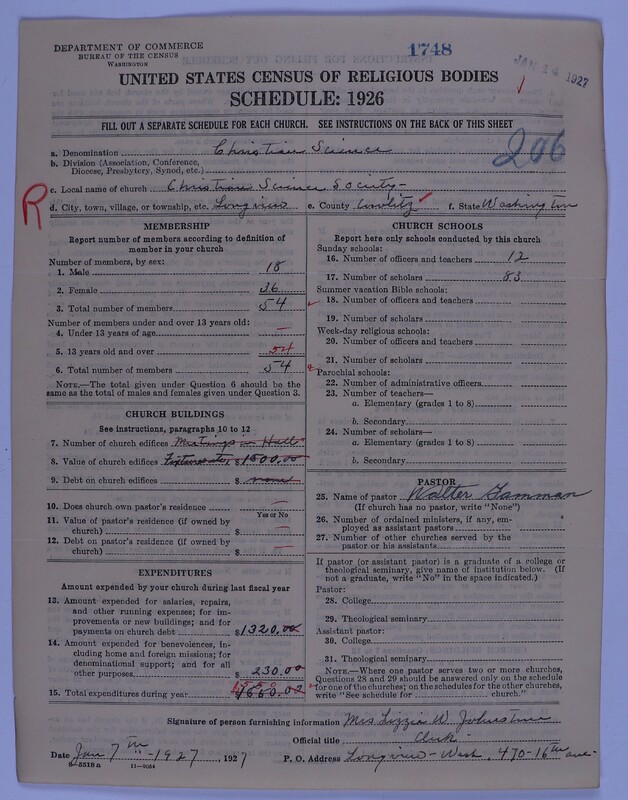 DEPARTMENT OF COMMERCE
BUREAU OF THE CENSUS
WASHINGTON
1748
JAN 14 1927
UNITED STATES CENSUS OF RELIGIOUS BODIES
SCHEDULE: 1926
FILL OUT A SEPARATE SCHEDULE FOR EACH CHURCH. SEE INSTRUCTIONS ON THE BACK OF THIS SHEET
206
a. Denomination Christian Science
b. Division (Association, Conference,
Diocese, Presbytery, Synod, etc.)
c. Local name of church Christian Science Society-
R
d. City, town, village, or township, etc. Longview e. County Cowlitz f. State Washington
MEMBERSHIP
Report number of members according to definition of
member in your church
Number of members, by sex:
1. Male 18
2. Female 36
3. Total number of members 54
Number of members under and over 13 years old:
4. Under 13 years of age —
5. 13 years old and over 54
6. Total number of members 54
NOTE.—The total given under Question 6 should be the
same as the total of males and females given under Question 3.
CHURCH BUILDINGS
See instructions, paragraphs 10 to 12
7. Number of church edifices Meetings in Hall
8. Value of church edifices Fixtures etc. $1500.00
9. Debt on church edifices $ none
10. Does church own pastor's residence —
Yes or No
11. Value of pastor's residence (if owned by
church) $ —
12. Debt on pastor's residence (if owned by
church) $ —
EXPENDITURES
Amount expended by your church during last fiscal year
13. Amount expended for salaries, repairs,
and other running expenses; for im-
provements or new buildings; and for
payments on church debt $1320.00
14. Amount expended for benevolences, in-
cluding home and foreign missions; for
denominational support; and for all
other purposes $ 230.00
15. Total expenditures during year
CHURCH SCHOOLS
Report here only schools conducted by this church
Sunday schools:
16. Number of officers and teachers 12
17. Number of scholars 83
Summer vacation Bible schools:
18. Number of officers and teachers
19. Number of scholars
Week-day religious schools:
20. Number of officers and teachers
21. Number of scholars
Parochial schools:
22. Number of administrative officers
23. Number of teachers—
a. Elementary (grades 1 to 8)
b. Secondary
24. Number of scholars—
a. Elementary (grades 1 to 8)
b. Secondary
PASTOR
25. Name of pastor Walter Gamman
(If church has no pastor, write "None")
26. Number of ordained ministers, if any, em-
ployed as assistant pastors
27. Number of other churches served by the
pastor or his assistants
If pastor (or assistant pastor) is a graduate of a college or
theological seminary, give name of institution below. (If
not a graduate, write "No" in the space indicated.)
Pastor:
28. College
29. Theological seminary
Assistant pastor:
30. College
31. Theological seminary
NOTE.—Where one pastor serves two or more churches,
Questions 28 and 29 should be answered only on the schedule
for one of the churches; on the schedules for the other churches,
write "See schedule for ........ church."
Signature of person furnishing information Mrs Lizzie W. Johnstone
Official title Clerk
Date Jan 7th - 1927, 1927 P. O. Address Longview - Wash, 470-16th ave.
8-5518 a 11-9054